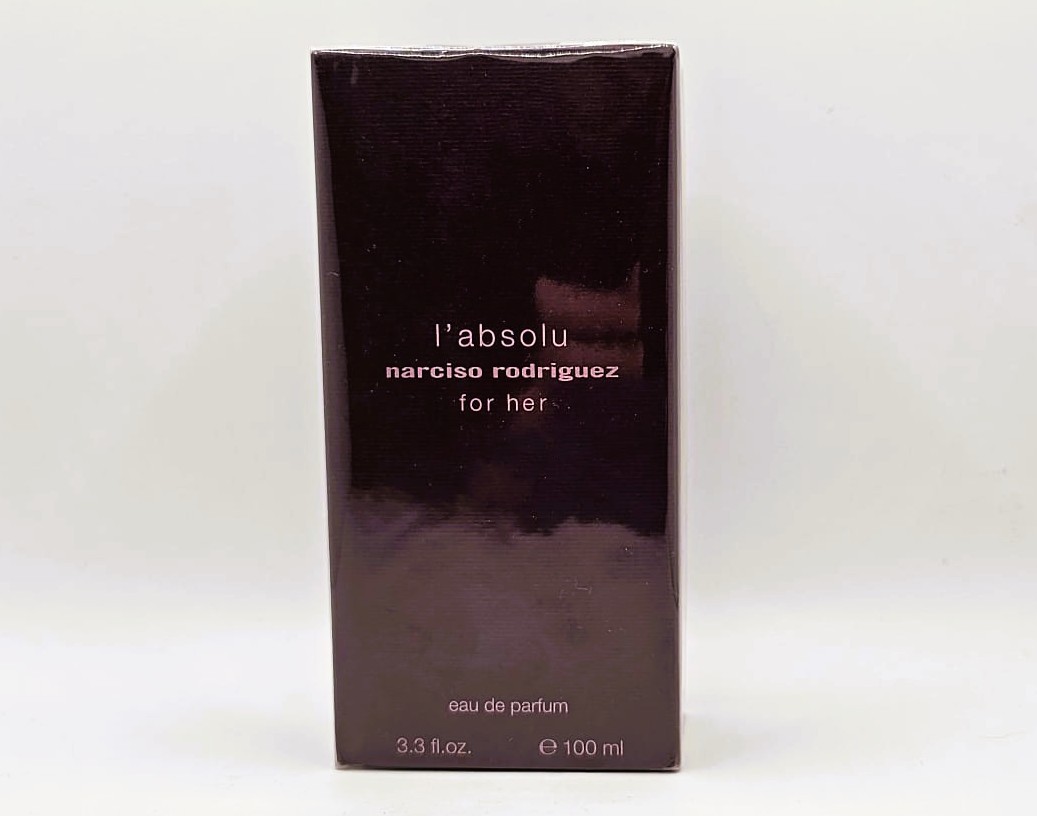 l'absolu
narciso rodriguez
for her
eau de parfum
3.3 fl.oz. ℮ 100 ml